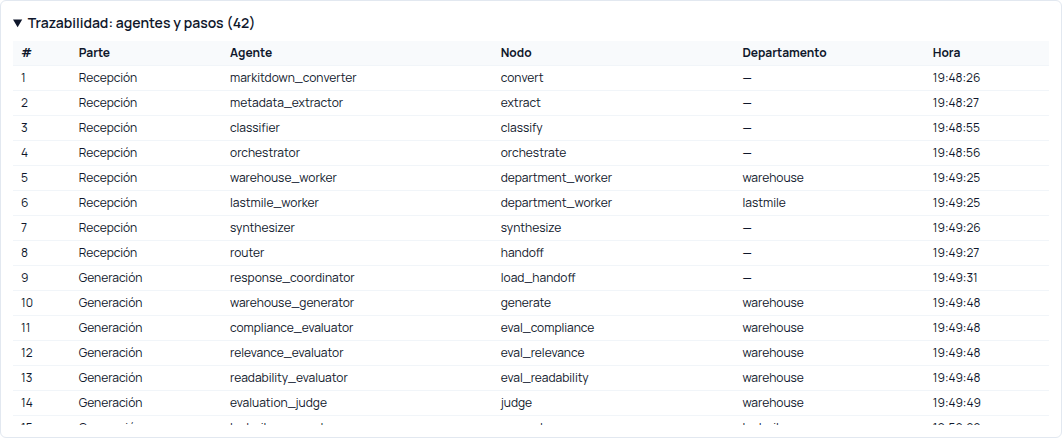 ▼ Trazabilidad: agentes y pasos (42)
# Parte Agente Nodo Departamento Hora
1 Recepción markitdown_converter convert — 19:48:26
2 Recepción metadata_extractor extract — 19:48:27
3 Recepción classifier classify — 19:48:55
4 Recepción orchestrator orchestrate — 19:48:56
5 Recepción warehouse_worker department_worker warehouse 19:49:25
6 Recepción lastmile_worker department_worker lastmile 19:49:25
7 Recepción synthesizer synthesize — 19:49:26
8 Recepción router handoff — 19:49:27
9 Generación response_coordinator load_handoff — 19:49:31
10 Generación warehouse_generator generate warehouse 19:49:48
11 Generación compliance_evaluator eval_compliance warehouse 19:49:48
12 Generación relevance_evaluator eval_relevance warehouse 19:49:48
13 Generación readability_evaluator eval_readability warehouse 19:49:48
14 Generación evaluation_judge judge warehouse 19:49:49